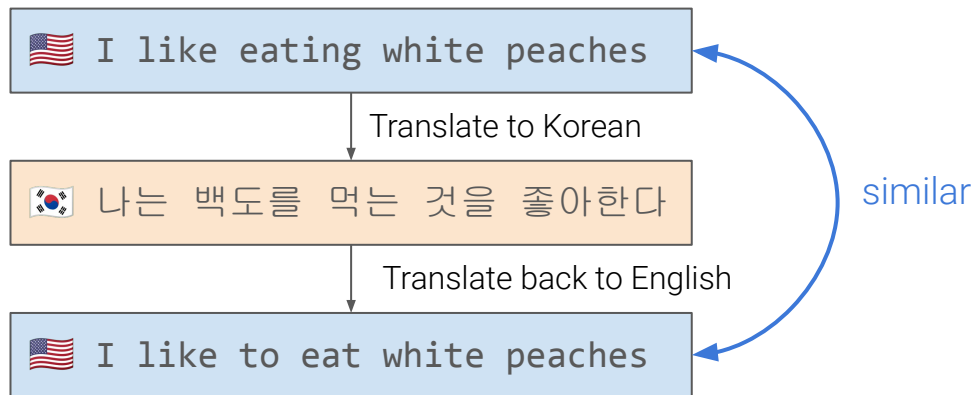 I like eating white peaches
Translate to Korean
나는 백도를 먹는 것을 좋아한다
similar
Translate back to English
I like to eat white peaches